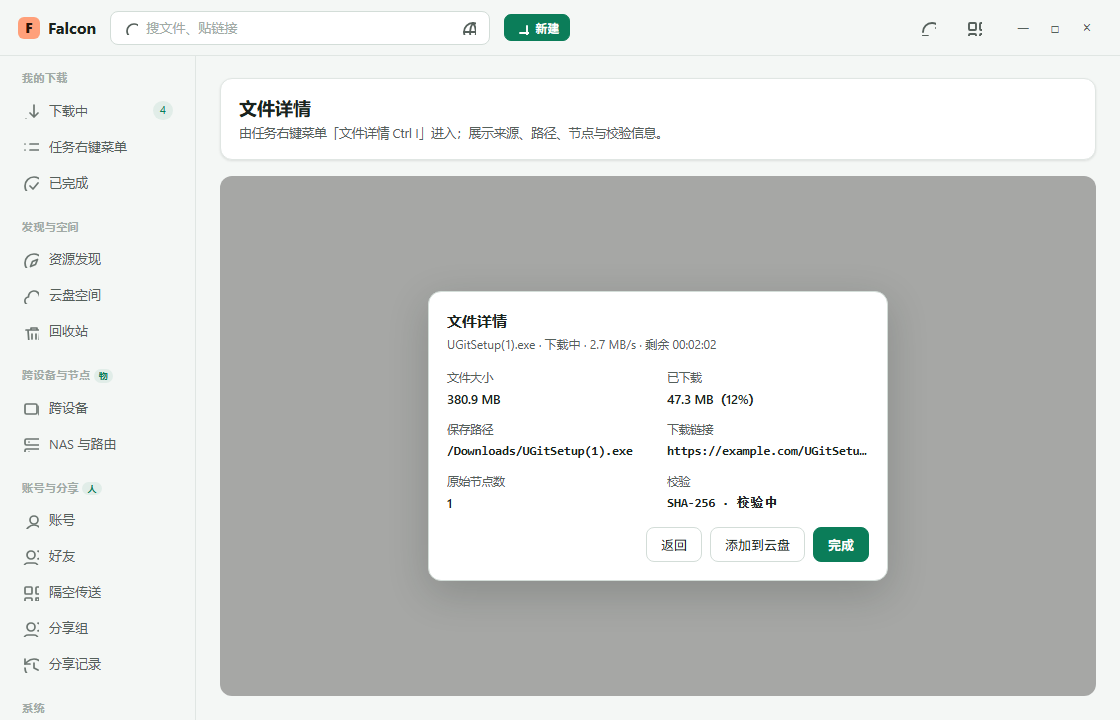 F Falcon
搜文件、贴链接
新建
我的下载
下载中 4
任务右键菜单
已完成
发现与空间
资源发现
云盘空间
回收站
跨设备与节点 物
跨设备
NAS 与路由
账号与分享 人
账号
好友
隔空传送
分享组
分享记录
系统
文件详情
由任务右键菜单「文件详情 Ctrl I」进入；展示来源、路径、节点与校验信息。
文件详情
UGitSetup(1).exe · 下载中 · 2.7 MB/s · 剩余 00:02:02
文件大小
380.9 MB
已下载
47.3 MB（12%）
保存路径
/Downloads/UGitSetup(1).exe
下载链接
https://example.com/UGitSetu…
原始节点数
1
校验
SHA-256 · 校验中
返回
添加到云盘
完成